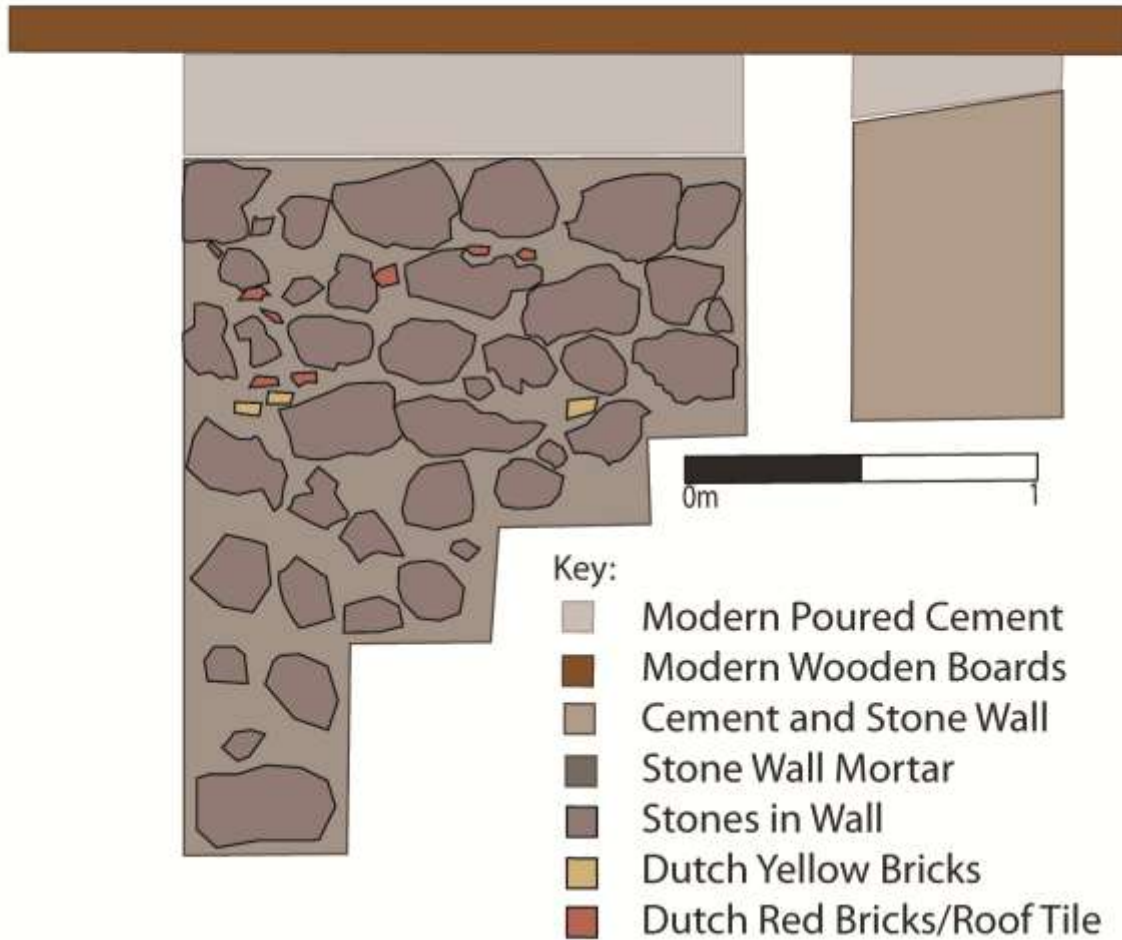 0m 1
Key:
Modern Poured Cement
Modern Wooden Boards
Cement and Stone Wall
Stone Wall Mortar
Stones in Wall
Dutch Yellow Bricks
Dutch Red Bricks/Roof Tile